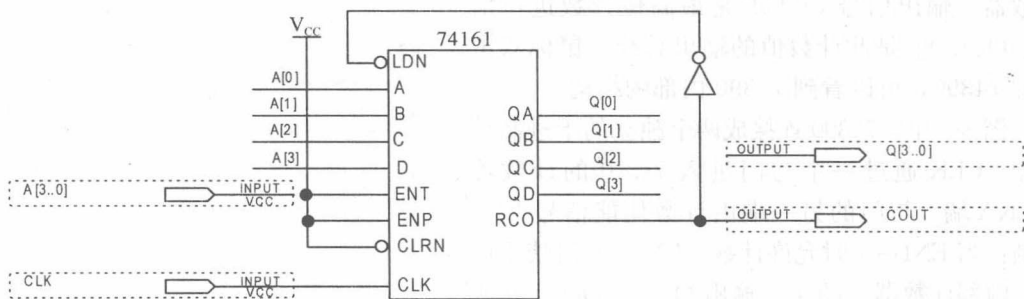 V_CC
74161
LDN
A[0]
A
A[1]
B
QA
Q[0]
A[2]
C
QB
Q[1]
A[3]
D
QC
Q[2]
OUTPUT
Q[3..0]
A[3..0]
INPUT
VCC
ENT
QD
Q[3]
ENP
RCO
OUTPUT
COUT
CLRN
CLK
INPUT
VCC
CLK